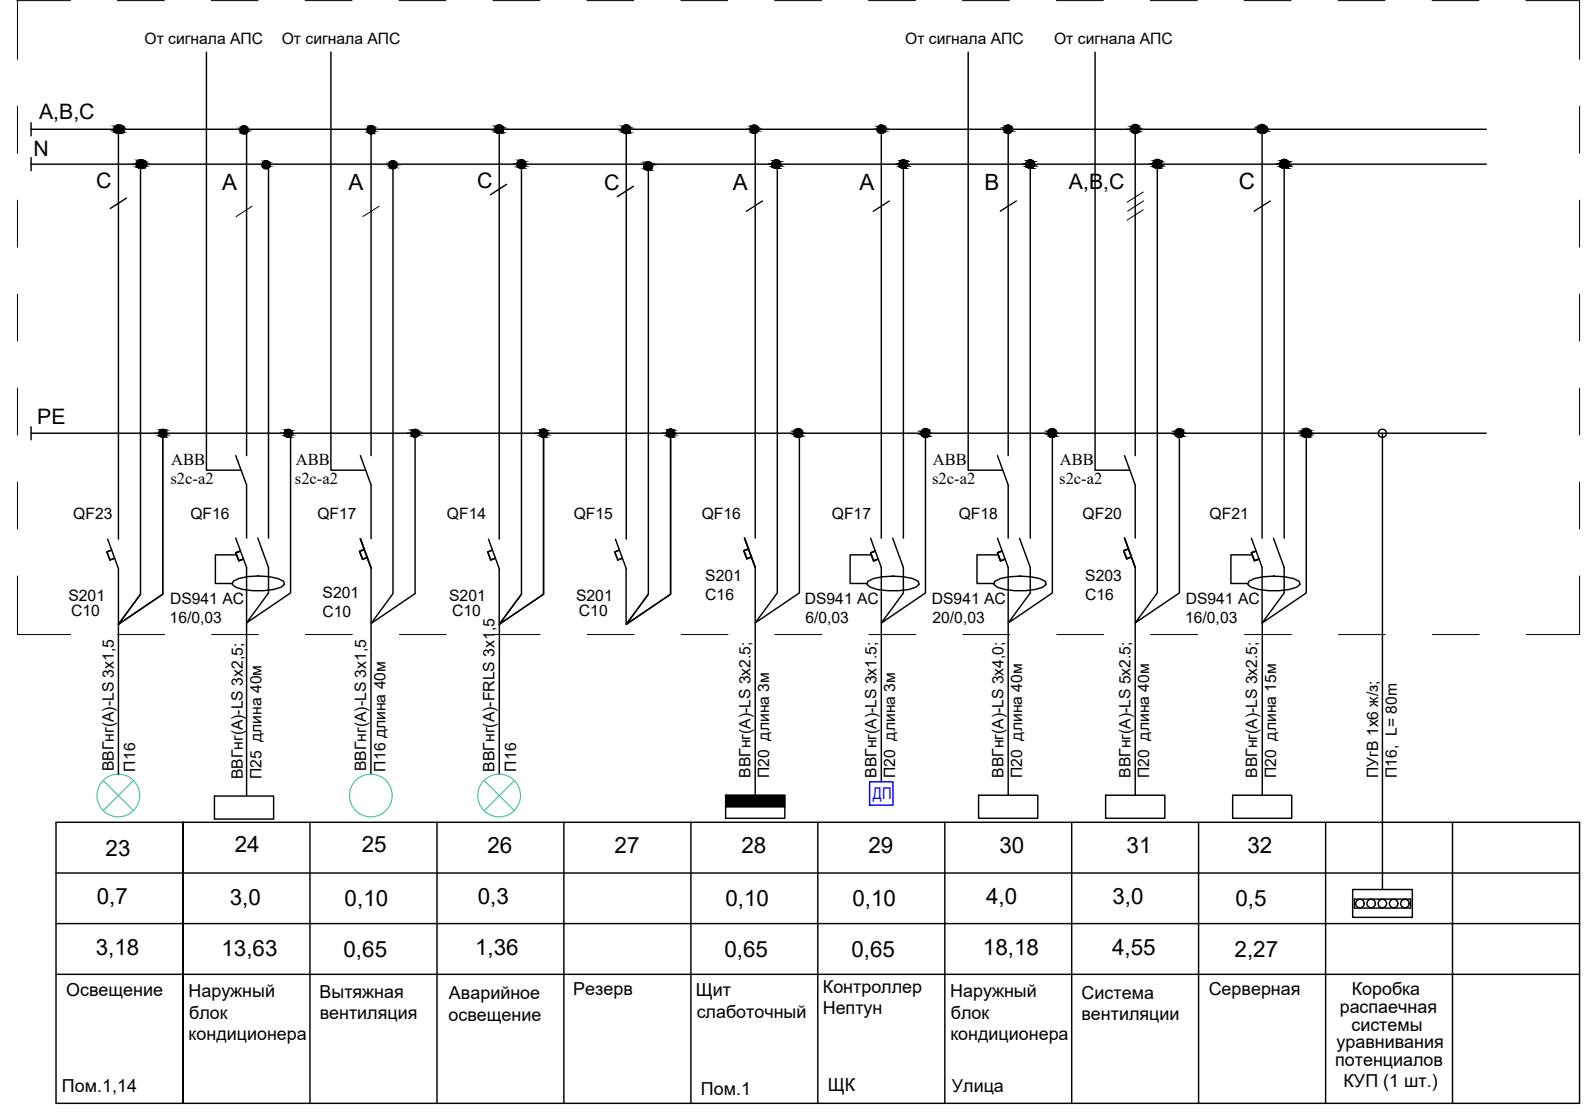 От сигнала АПС От сигнала АПС От сигнала АПС От сигнала АПС
A,B,C
N
C A A C C A A B A,B,C C
PE
ABB
s2c-a2
ABB
s2c-a2
ABB
s2c-a2
ABB
s2c-a2
QF23 QF16 QF17 QF14 QF15 QF16 QF17 QF18 QF20 QF21
S201
C10
DS941 AC
16/0,03
S201
C10
S201
C10
S201
C10
S201
C16
DS941 AC
6/0,03
DS941 AC
20/0,03
S203
C16
DS941 AC
16/0,03
ВВГнг(А)-LS 3x1,5
П16
ВВГнг(А)-LS 3x2,5;
П25 длина 40м
ВВГнг(А)-LS 3x1,5
П16 длина 40м
ВВГнг(А)-FRLS 3x1,5
П16
ВВГнг(А)-LS 3x2.5;
П20 длина 3м
ВВГнг(А)-LS 3x1.5;
П20 длина 3м
ВВГнг(А)-LS 3x4,0;
П20 длина 40м
ВВГнг(А)-LS 5x2.5;
П20 длина 40м
ВВГнг(А)-LS 3x2.5;
П20 длина 15м
ПУгВ 1х6 ж/з;
П16, L= 80m
ДП
23 24 25 26 27 28 29 30 31 32
0,7 3,0 0,10 0,3 0,10 0,10 4,0 3,0 0,5
3,18 13,63 0,65 1,36 0,65 0,65 18,18 4,55 2,27
Освещение
Пом.1,14
Наружный
блок
кондиционера
Вытяжная
вентиляция
Аварийное
освещение
Резерв
Щит
слаботочный
Пом.1
Контроллер
Нептун
ЩК
Наружный
блок
кондиционера
Улица
Система
вентиляции
Серверная
Коробка
распаечная
системы
уравнивания
потенциалов
КУП (1 шт.)